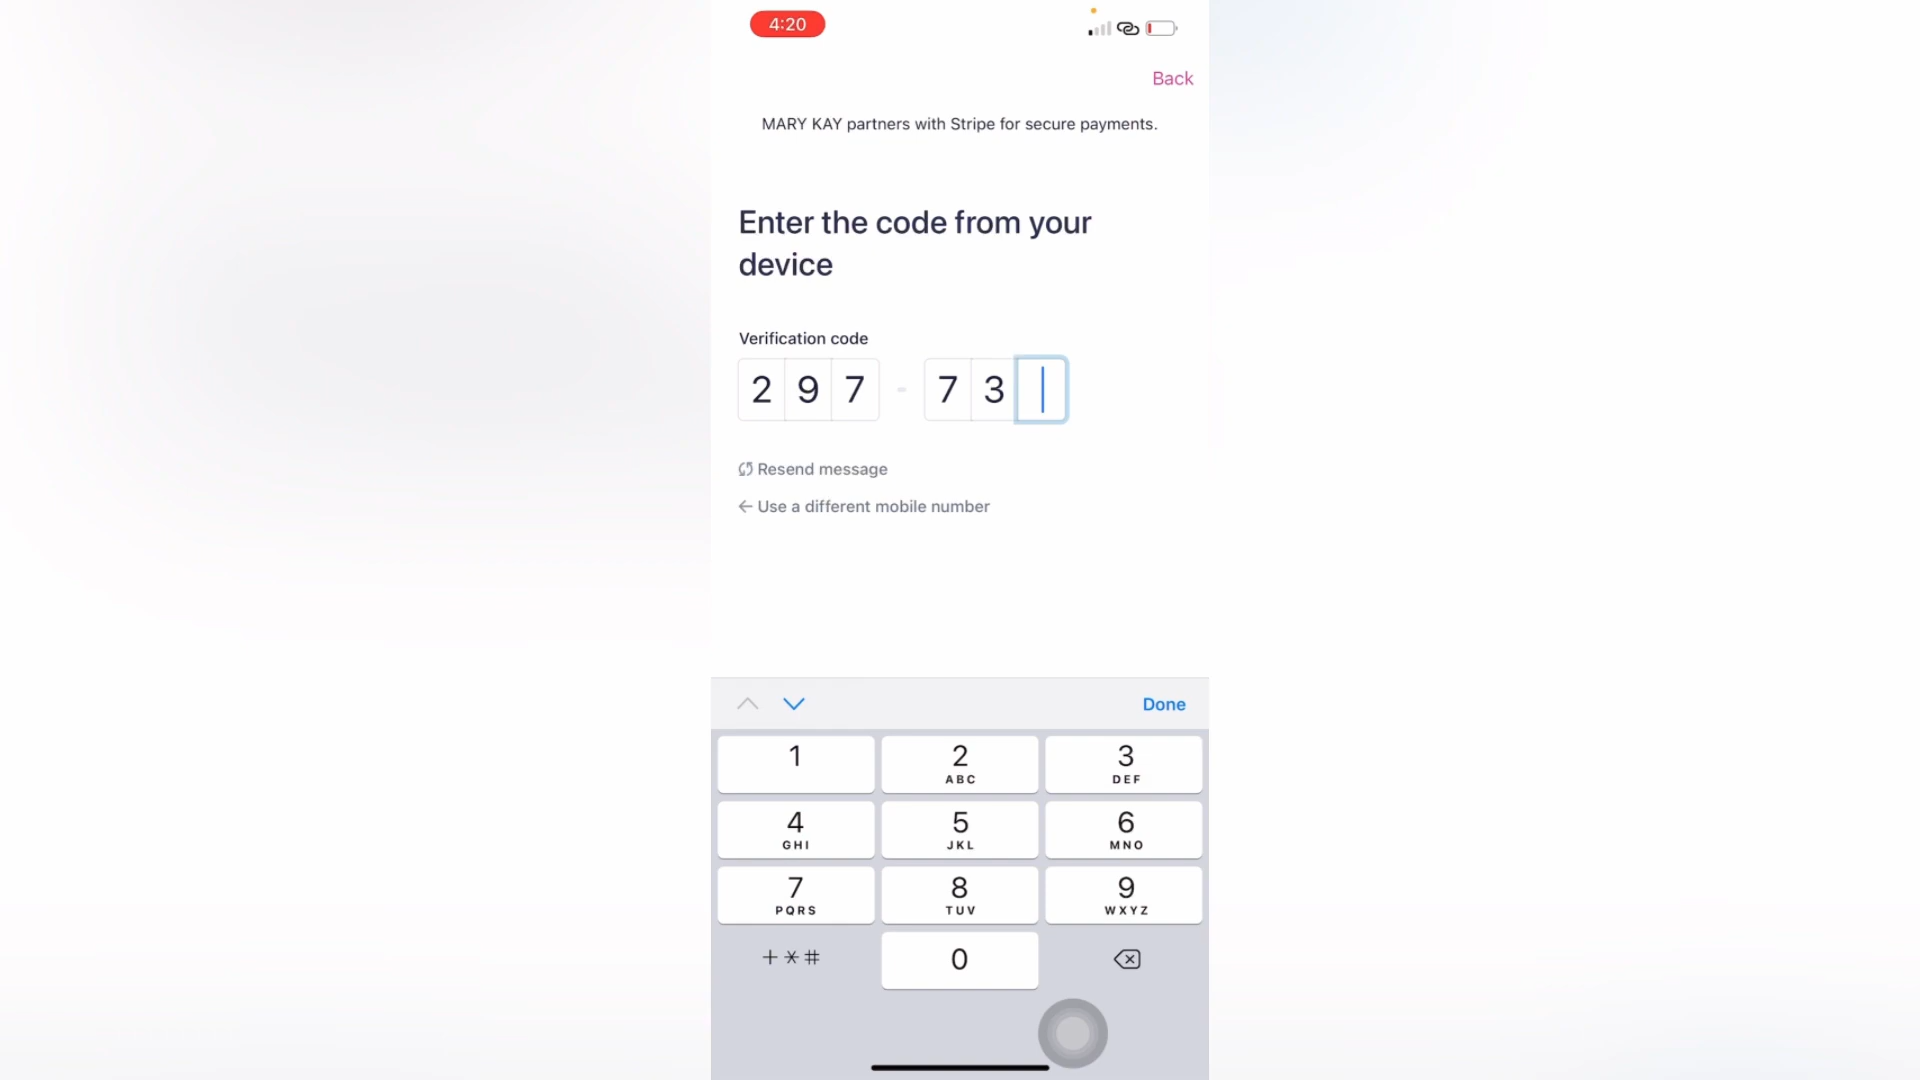 4:20
Back
MARY KAY partners with Stripe for secure payments.
Enter the code from your
device
Verification code
2 9 7 - 7 3
Resend message
← Use a different mobile number
Done
1 2 3
ABC DEF
4 5 6
GHI JKL MNO
7 8 9
PQRS TUV WXYZ
+*# 0